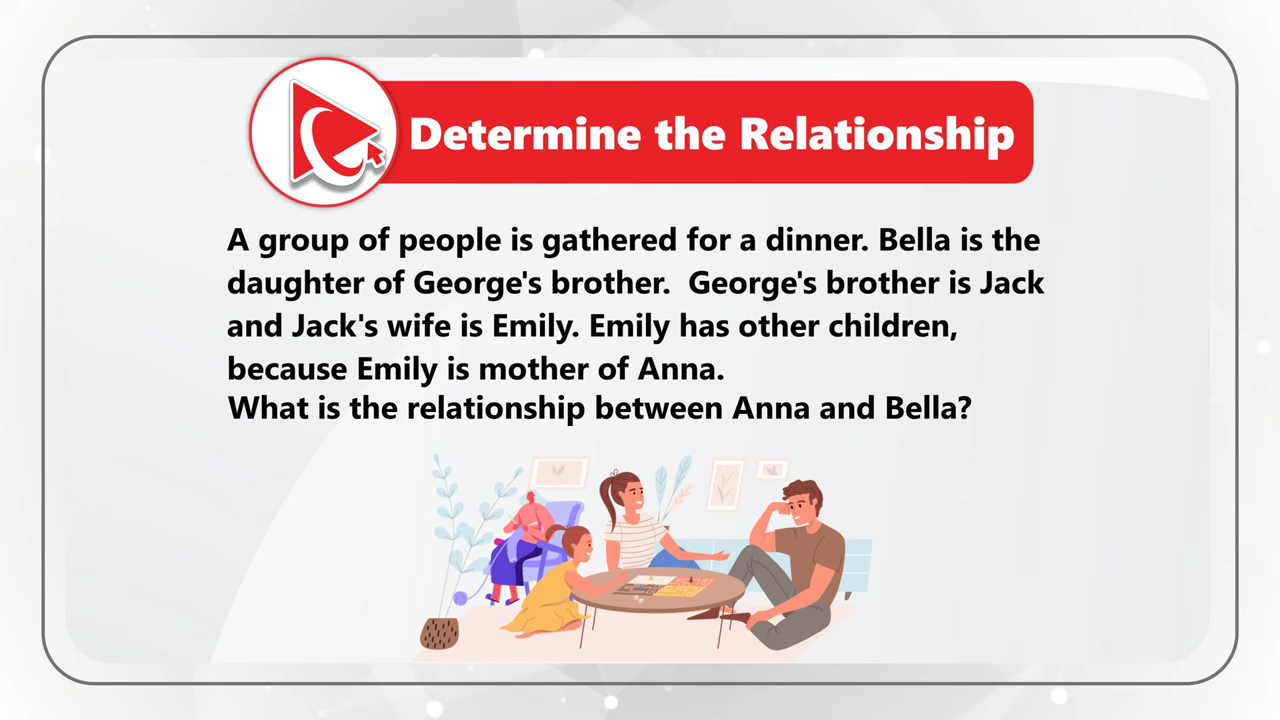 Determine the Relationship
A group of people is gathered for a dinner. Bella is the
daughter of George's brother.  George's brother is Jack
and Jack's wife is Emily. Emily has other children,
because Emily is mother of Anna.
What is the relationship between Anna and Bella?